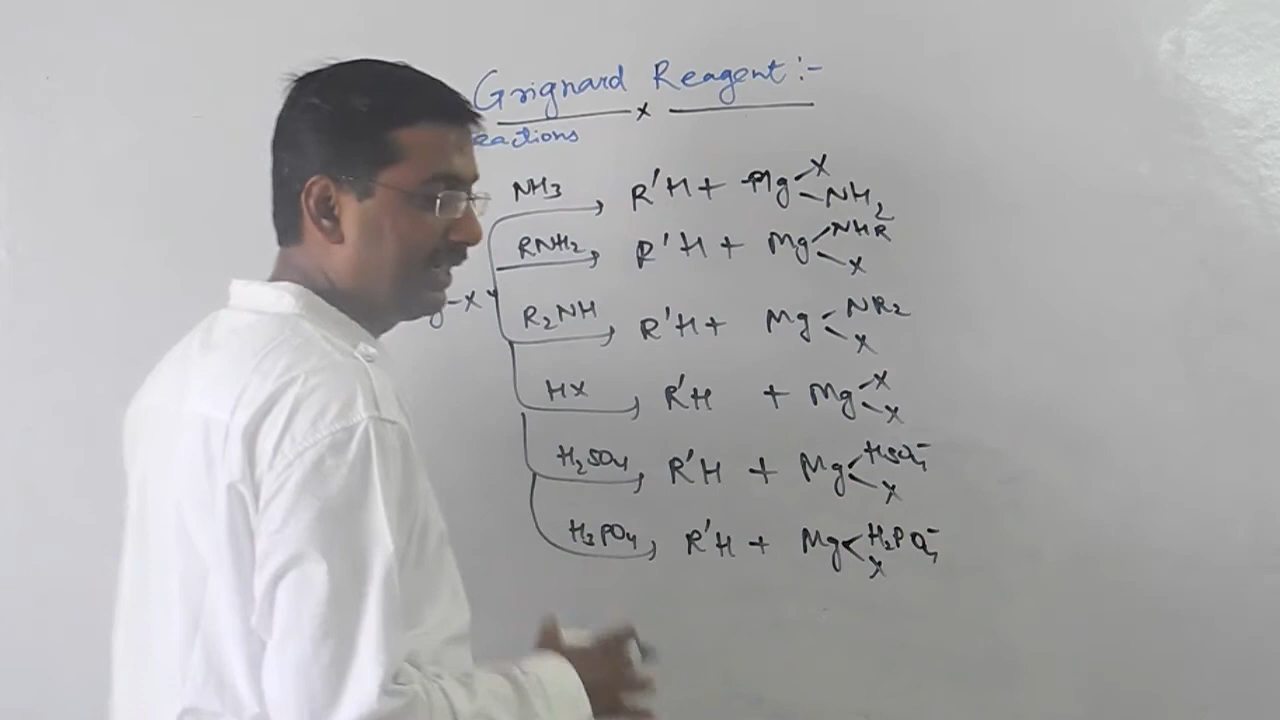 Grignard Reagent :-
x
eactions
NH3 R'H + Mg X NH2
RNH2 R'H + Mg NHR X
g-X
R2NH R'H + Mg NR2 X
HX R'H + Mg X X
H2SO4 R'H + Mg HSO4- X
H3PO4 R'H + Mg H2PO4- X